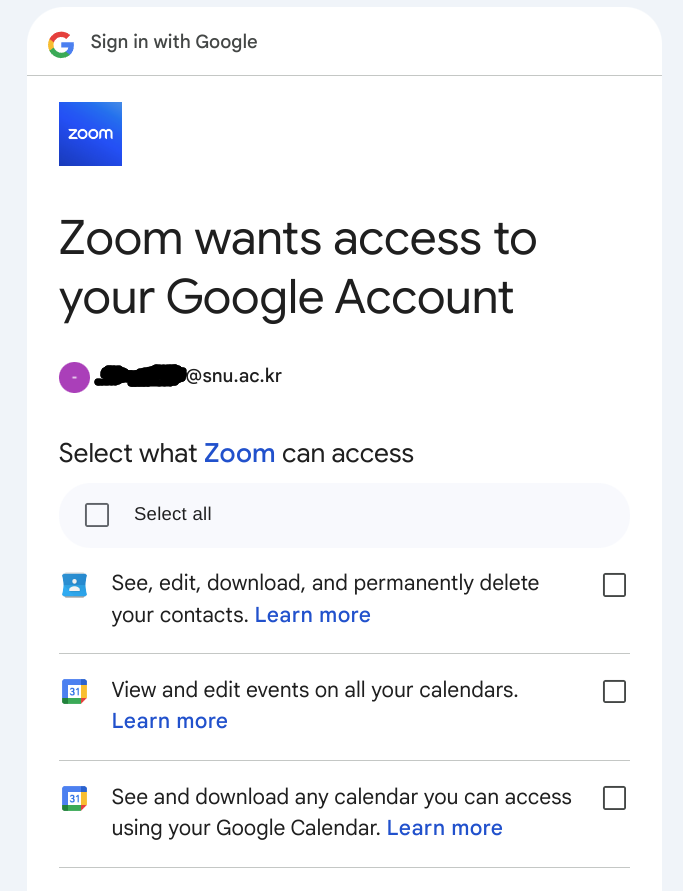 Sign in with Google
zoom
Zoom wants access to
your Google Account
@snu.ac.kr
Select what Zoom can access
Select all
See, edit, download, and permanently delete
your contacts. Learn more
31
View and edit events on all your calendars.
Learn more
31
See and download any calendar you can access
using your Google Calendar. Learn more